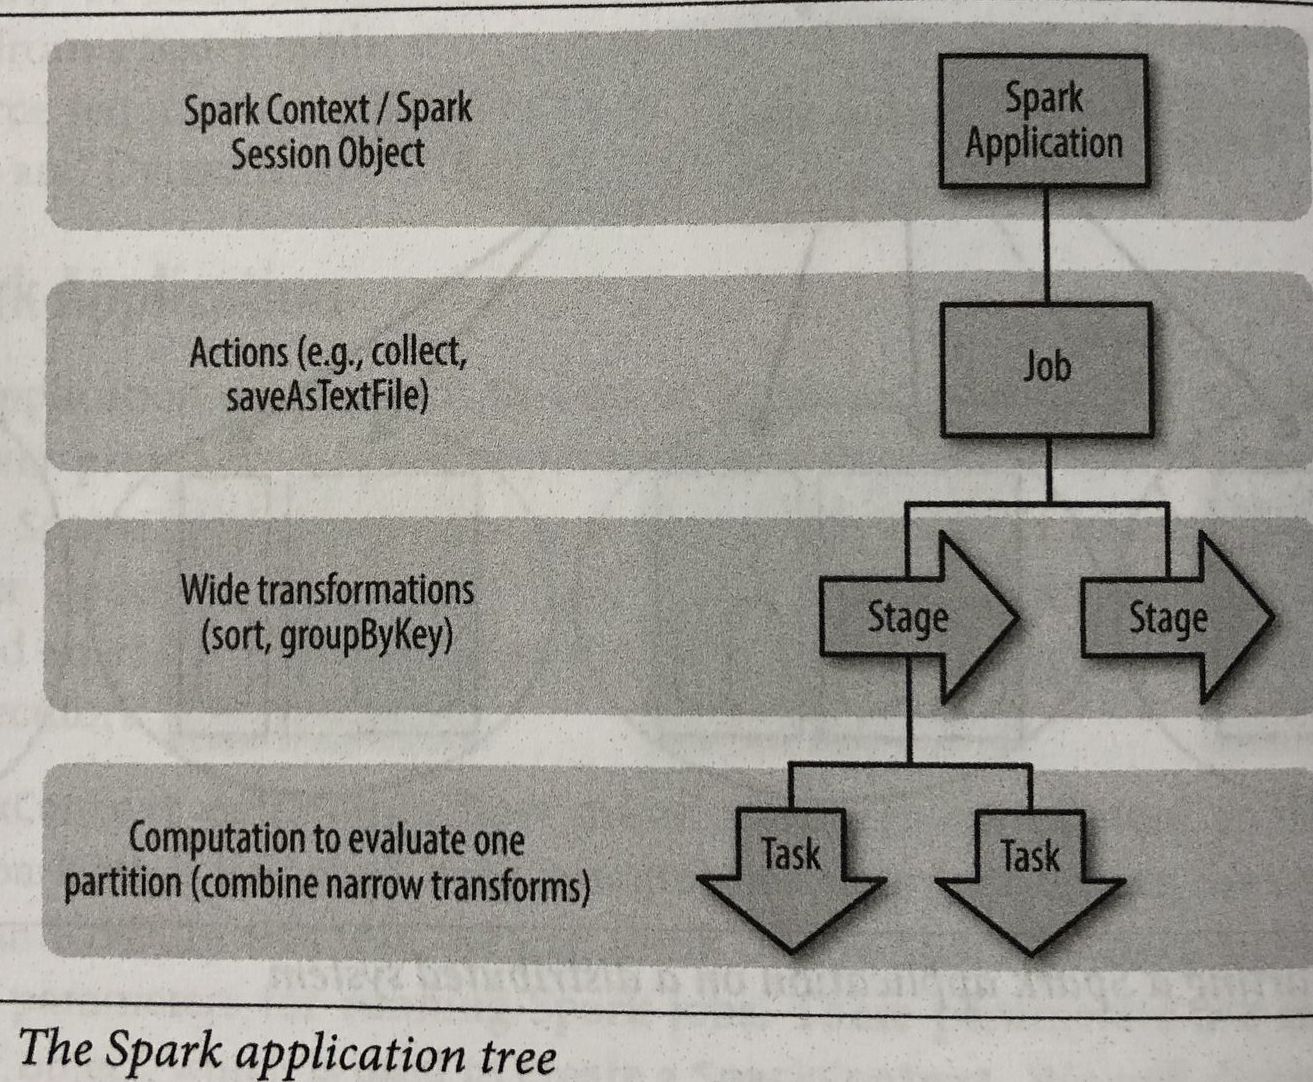 Spark Context / Spark
Session Object
Spark
Application
Actions (e.g., collect,
saveAsTextFile)
Job
Wide transformations
(sort, groupByKey)
Stage
Stage
Computation to evaluate one
partition (combine narrow transforms)
Task
Task
The Spark application tree